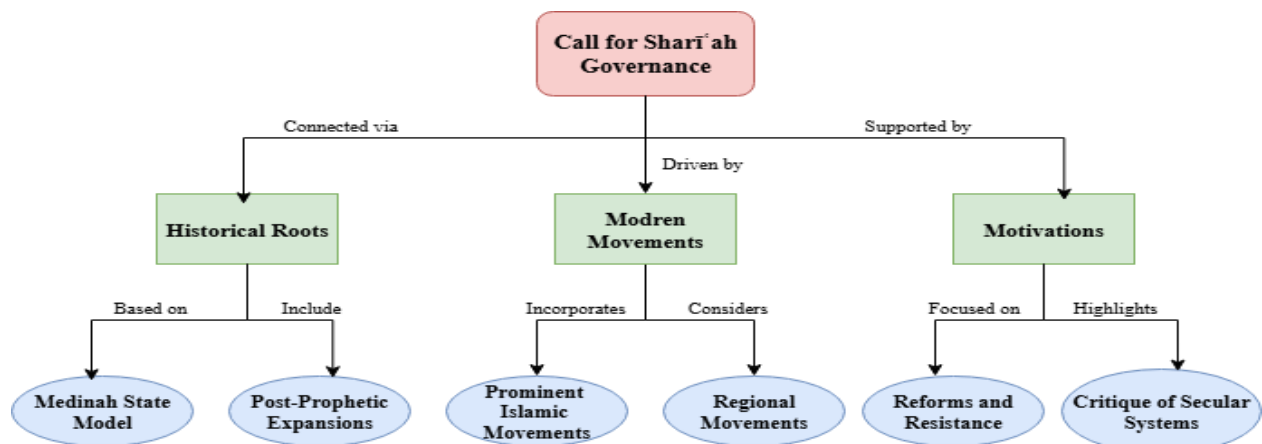 Call for Sharīʿah
Governance
Connected via
Supported by
Driven by
Historical Roots
Modren
Movements
Motivations
Based on
Include
Incorporates
Considers
Focused on
Highlights
Medinah State
Model
Post-Prophetic
Expansions
Prominent
Islamic
Movements
Regional
Movements
Reforms and
Resistance
Critique of Secular
Systems